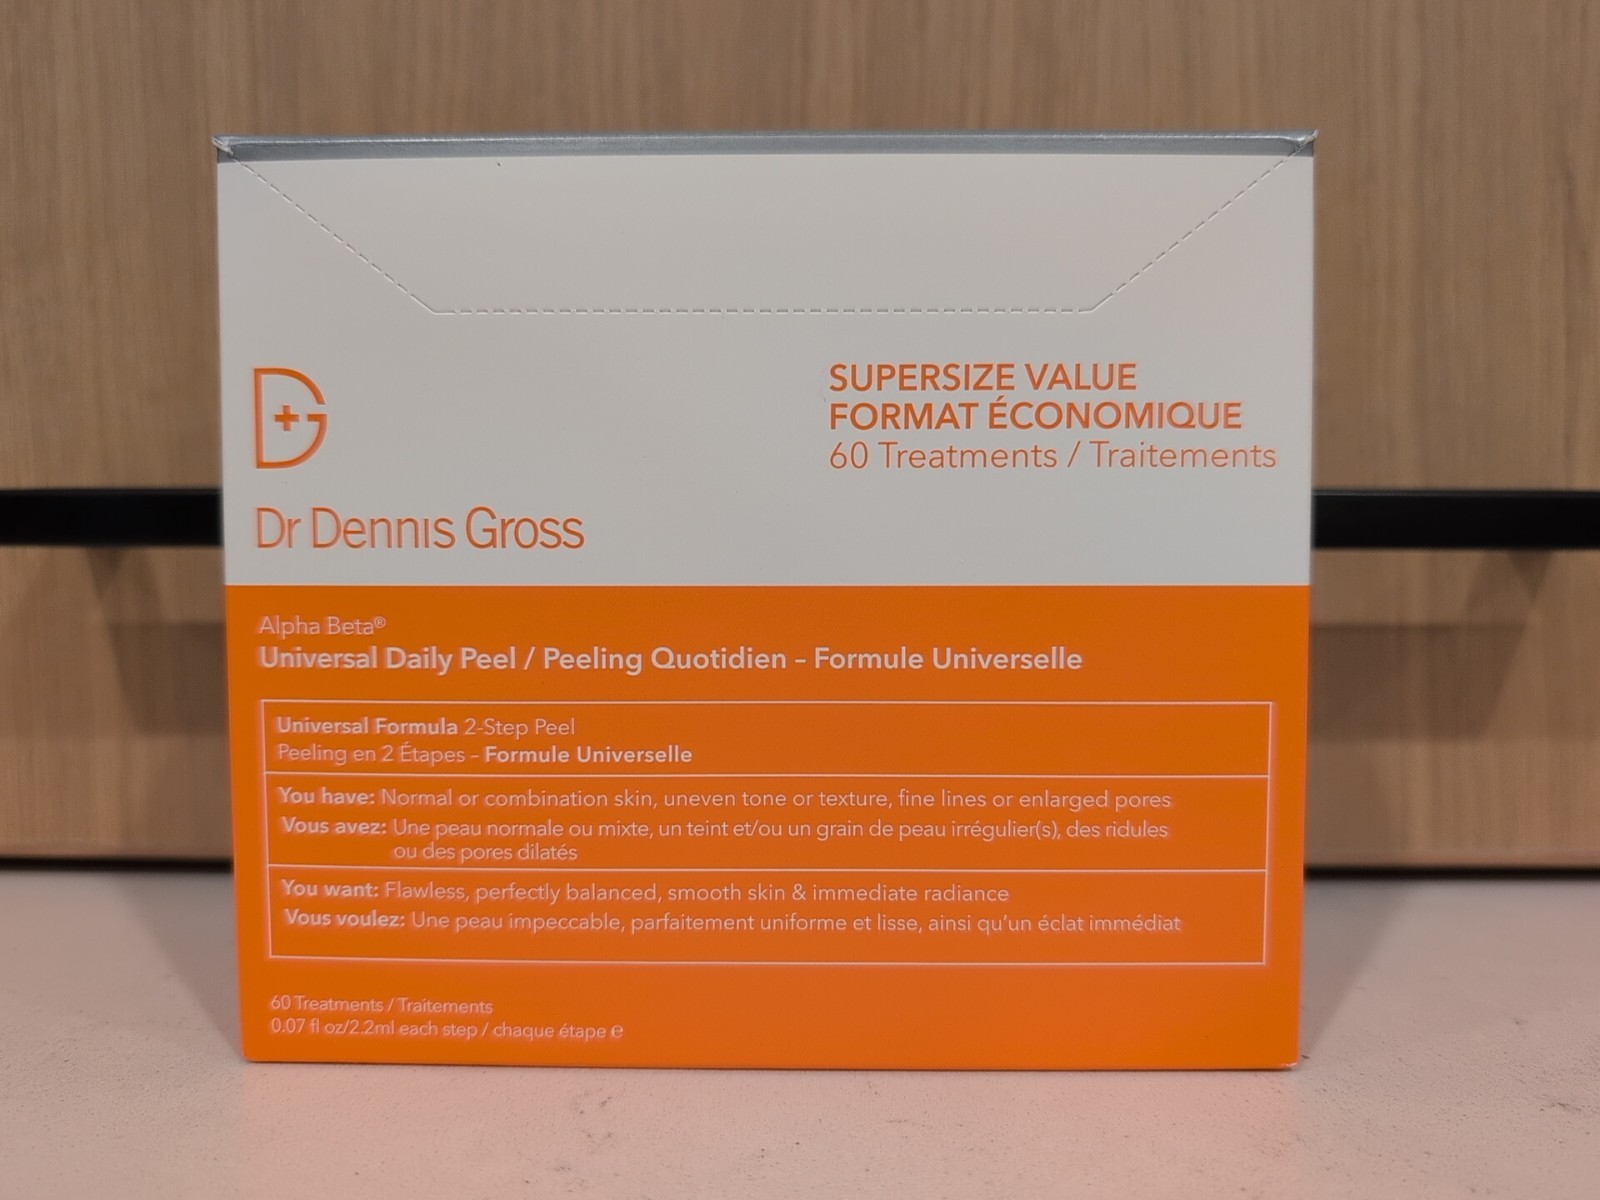 SUPERSIZE VALUE
FORMAT ÉCONOMIQUE
60 Treatments / Traitements
D+G
Dr Dennis Gross
Alpha Beta®
Universal Daily Peel / Peeling Quotidien – Formule Universelle
Universal Formula 2-Step Peel
Peeling en 2 Étapes – Formule Universelle
You have: Normal or combination skin, uneven tone or texture, fine lines or enlarged pores
Vous avez: Une peau normale ou mixte, un teint et/ou un grain de peau irrégulier(s), des ridules
ou des pores dilatés
You want: Flawless, perfectly balanced, smooth skin & immediate radiance
Vous voulez: Une peau impeccable, parfaitement uniforme et lisse, ainsi qu'un éclat immédiat
60 Treatments / Traitements
0.07 fl oz/2.2ml each step / chaque étape ℮